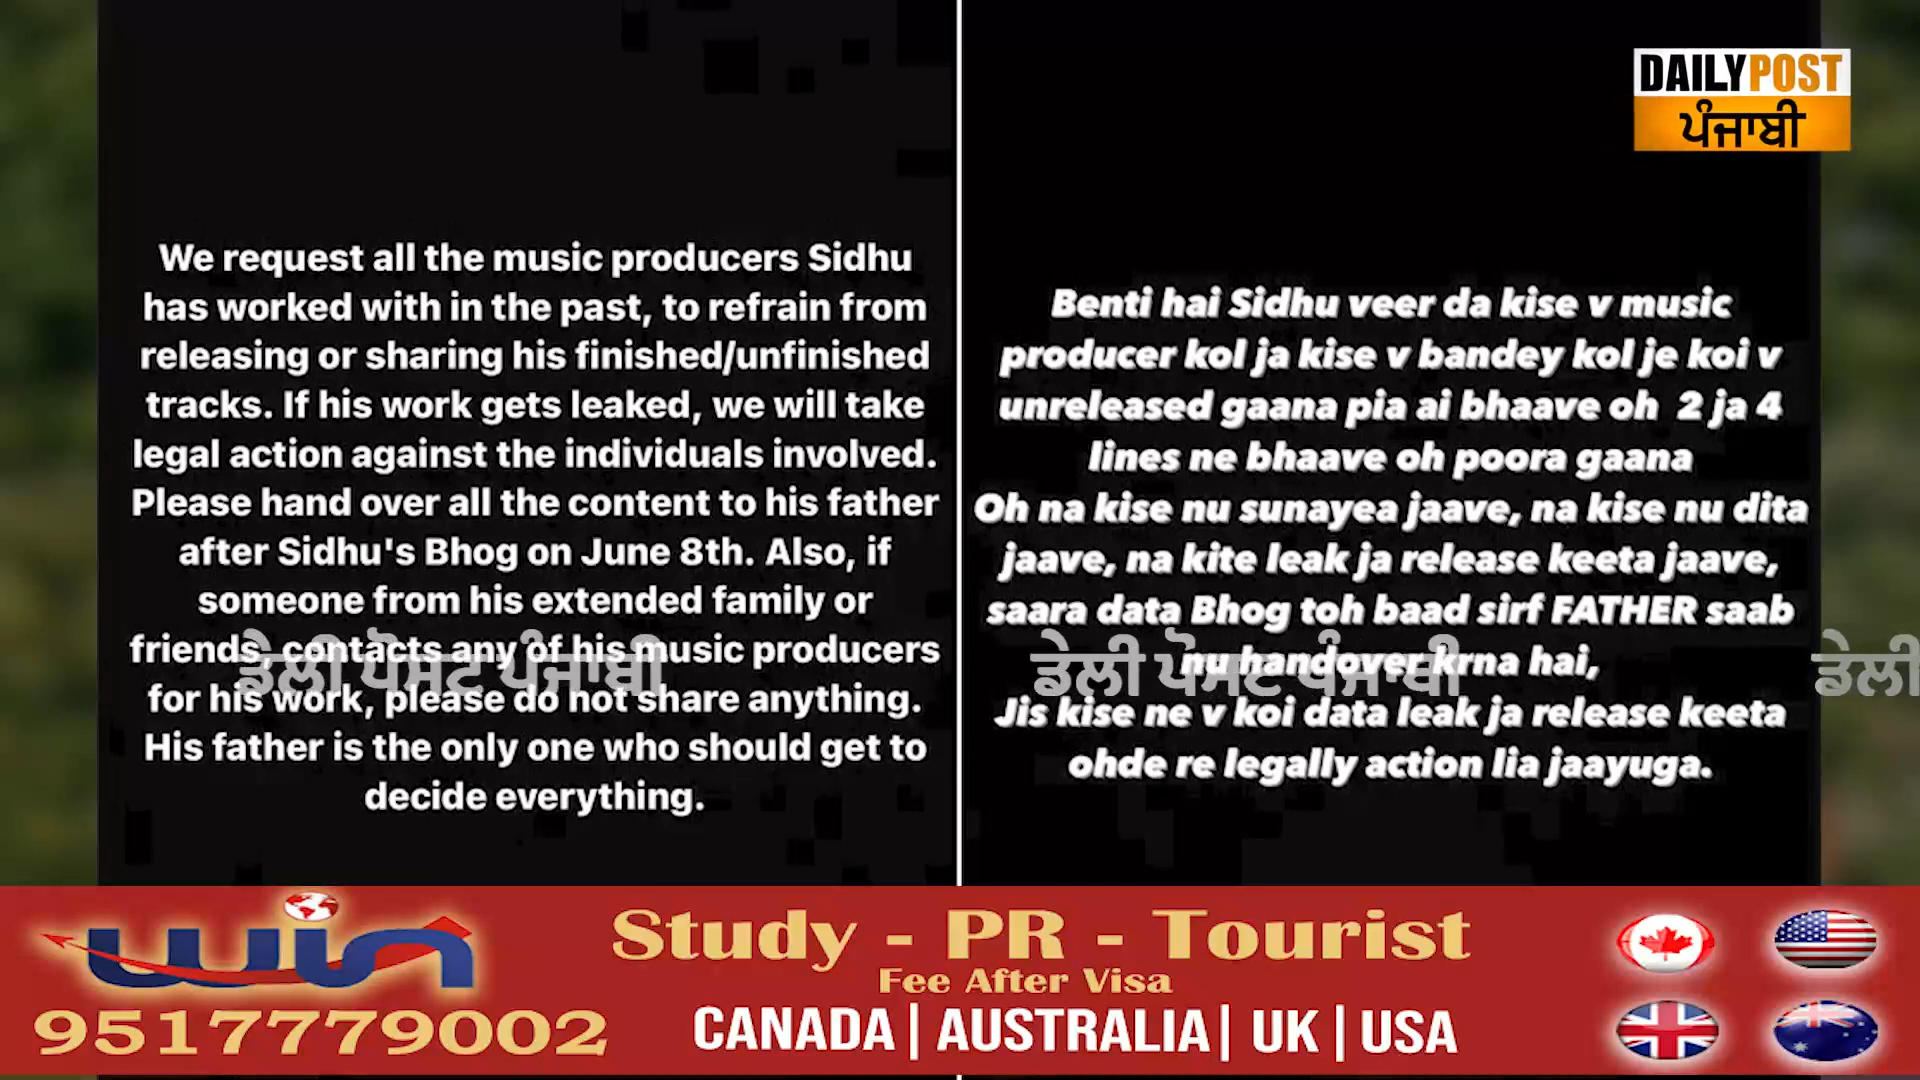 We request all the music producers Sidhu
has worked with in the past, to refrain from
releasing or sharing his finished/unfinished
tracks. If his work gets leaked, we will take
legal action against the individuals involved.
Please hand over all the content to his father
after Sidhu's Bhog on June 8th. Also, if
someone from his extended family or
friends, contacts any of his music producers
for his work, please do not share anything.
His father is the only one who should get to
decide everything.
Benti hai Sidhu veer da kise v music
producer kol ja kise v bandey kol je koi v
unreleased gaana pia ai bhaave oh 2 ja 4
lines ne bhaave oh poora gaana
Oh na kise nu sunayea jaave, na kise nu dita
jaave, na kite leak ja release keeta jaave,
saara data Bhog toh baad sirf FATHER saab
nu handover krna hai,
Jis kise ne v koi data leak ja release keeta
ohde re legally action lia jaayuga.
DAILYPOST
ਪੰਜਾਬੀ
ਡੇਲੀ ਪੋਸਟ ਪੰਜਾਬੀ
ਡੇਲੀ ਪੋਸਟ ਪੰਜਾਬੀ
ਡੇਲੀ
win
9517779002
Study - PR - Tourist
Fee After Visa
CANADA | AUSTRALIA | UK | USA